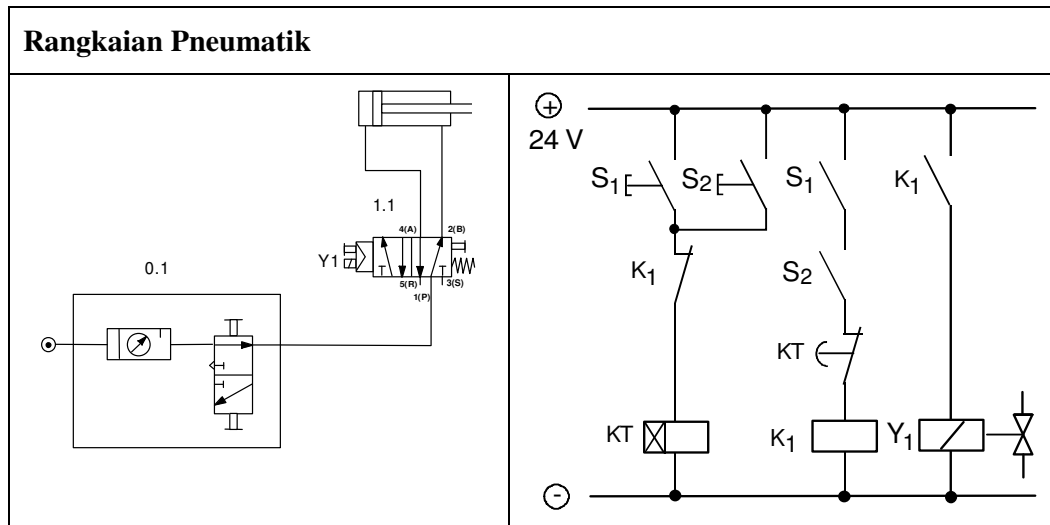 Rangkaian Pneumatik
1.1
4(A) 2(B)
Y1
5(R) 3(S)
1(P)
0.1
+
24 V
S1 S2 S1 K1
K1 S2
KT
KT K1 Y1
-